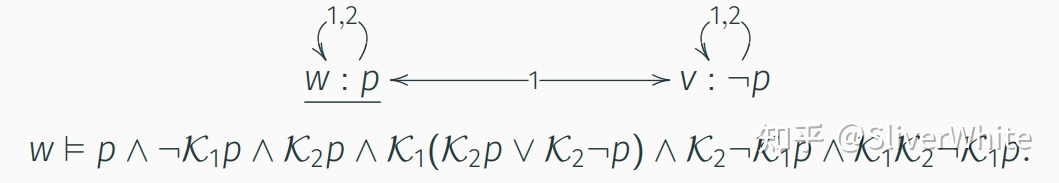 1,2 1,2
w : p 1 v : ¬p
w ⊨ p ∧ ¬𝒦₁p ∧ 𝒦₂p ∧ 𝒦₁(𝒦₂p ∨ 𝒦₂¬p) ∧ 𝒦₂¬𝒦₁p ∧ 𝒦₁𝒦₂¬𝒦₁p.
知乎 @SliverWhite